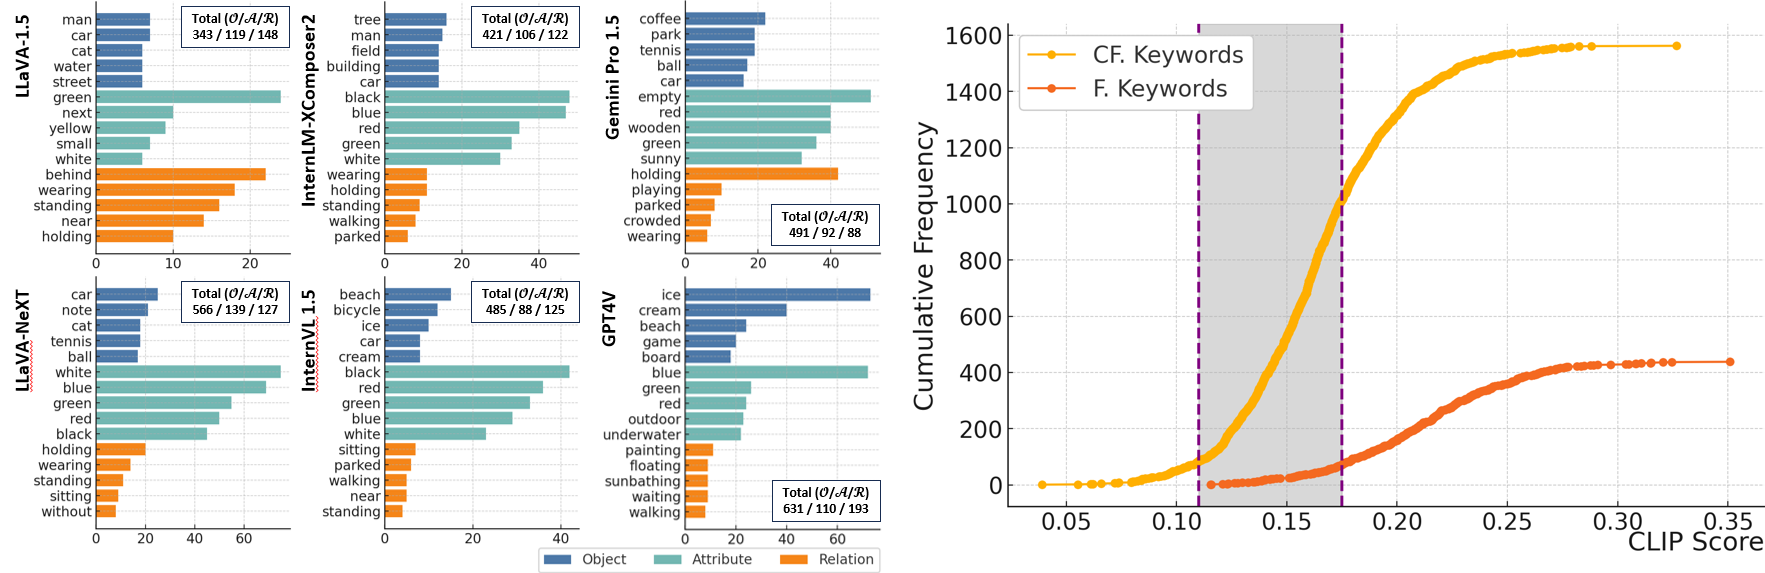 LLaVA-1.5
man
car
cat
water
street
green
next
yellow
small
white
behind
wearing
standing
near
holding
Total (𝒪/𝒜/ℛ)
343 / 119 / 148
0 10 20
InternLM-XComposer2
tree
man
field
building
car
black
blue
red
green
white
wearing
holding
standing
walking
parked
Total (𝒪/𝒜/ℛ)
421 / 106 / 122
0 20 40
Gemini Pro 1.5
coffee
park
tennis
ball
car
empty
red
wooden
green
sunny
holding
playing
parked
crowded
wearing
Total (𝒪/𝒜/ℛ)
491 / 92 / 88
0 20 40
LLaVA-NeXT
car
note
cat
tennis
ball
white
blue
green
red
black
holding
wearing
standing
sitting
without
Total (𝒪/𝒜/ℛ)
566 / 139 / 127
0 20 40 60
InternVL 1.5
beach
bicycle
ice
car
cream
black
red
green
blue
white
sitting
parked
walking
near
standing
Total (𝒪/𝒜/ℛ)
485 / 88 / 125
0 10 20 30 40
GPT4V
ice
cream
beach
game
board
blue
green
red
outdoor
underwater
painting
floating
sunbathing
waiting
walking
Total (𝒪/𝒜/ℛ)
631 / 110 / 193
0 20 40 60
Object Attribute Relation
Cumulative Frequency
1600
1400
1200
1000
800
600
400
200
0
CF. Keywords
F. Keywords
0.05 0.10 0.15 0.20 0.25 0.30 0.35
CLIP Score